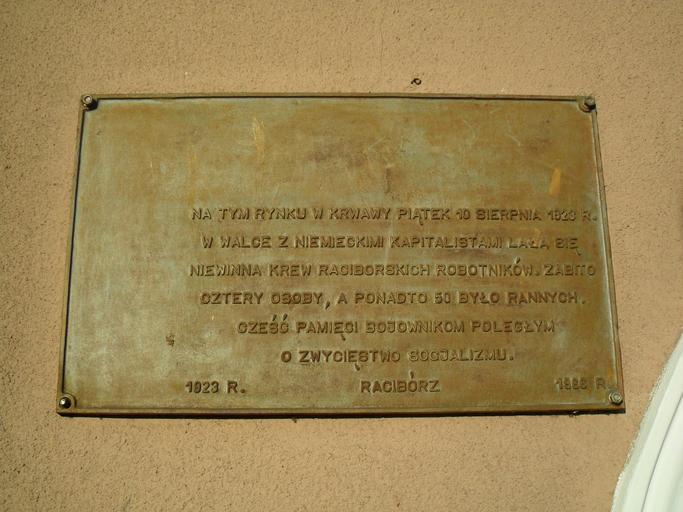 NA TYM RYNKU W KRWAWY PIĄTEK 10 SIERPNIA 1923 R.
W WALCE Z NIEMIECKIMI KAPITALISTAMI LAŁA SIĘ
NIEWINNA KREW RACIBORSKICH ROBOTNIKÓW. ZABITO
CZTERY OSOBY, A PONADTO 50 BYŁO RANNYCH.
CZEŚĆ PAMIĘCI BOJOWNIKOM POLEGŁYM
O ZWYCIĘSTWO SOCJALIZMU.
1923 R. RACIBÓRZ R.